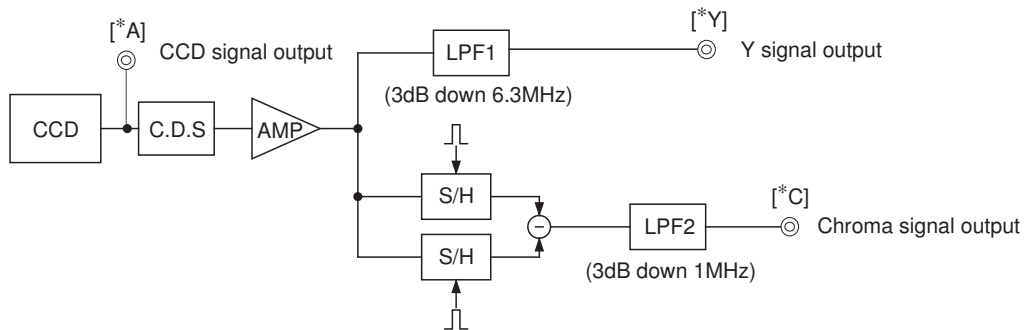 [*A]
CCD signal output
[*Y]
Y signal output
LPF1
(3dB down 6.3MHz)
CCD
C.D.S
AMP
S/H
[*C]
−
LPF2
Chroma signal output
S/H
(3dB down 1MHz)